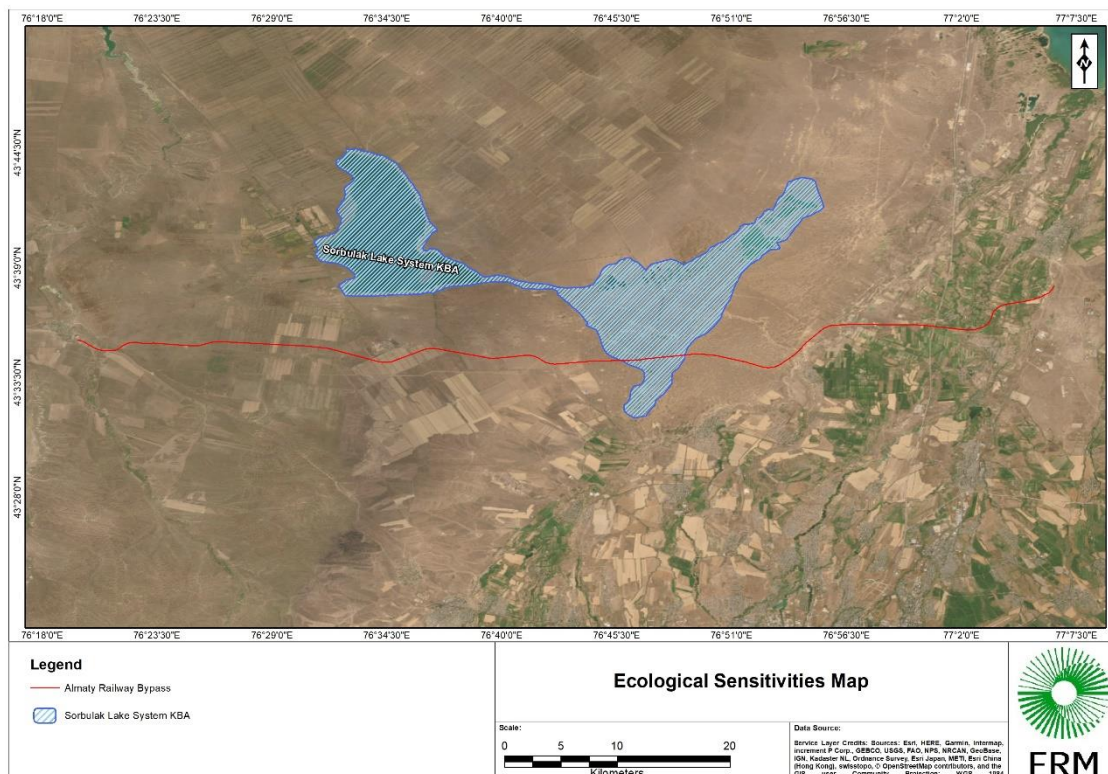 76°18'0"E 76°23'30"E 76°29'0"E 76°34'30"E 76°40'0"E 76°45'30"E 76°51'0"E 76°56'30"E 77°2'0"E 77°7'30"E
N
43°44'30"N
43°39'0"N
43°33'30"N
43°28'0"N
Sorbulak Lake System KBA
76°18'0"E 76°23'30"E 76°29'0"E 76°34'30"E 76°40'0"E 76°45'30"E 76°51'0"E 76°56'30"E 77°2'0"E 77°7'30"E
Legend
Almaty Railway Bypass
Sorbulak Lake System KBA
Ecological Sensitivities Map
Scale:
0 5 10 20
Kilometers
Data Source:
Service Layer Credits: Sources: Esri, HERE, Garmin, Intermap,
increment P Corp., GEBCO, USGS, FAO, NPS, NRCAN, GeoBase,
IGN, Kadaster NL, Ordnance Survey, Esri Japan, METI, Esri China
(Hong Kong), swisstopo, © OpenStreetMap contributors, and the
GIS user Community Projection: WGS 1984
ERM